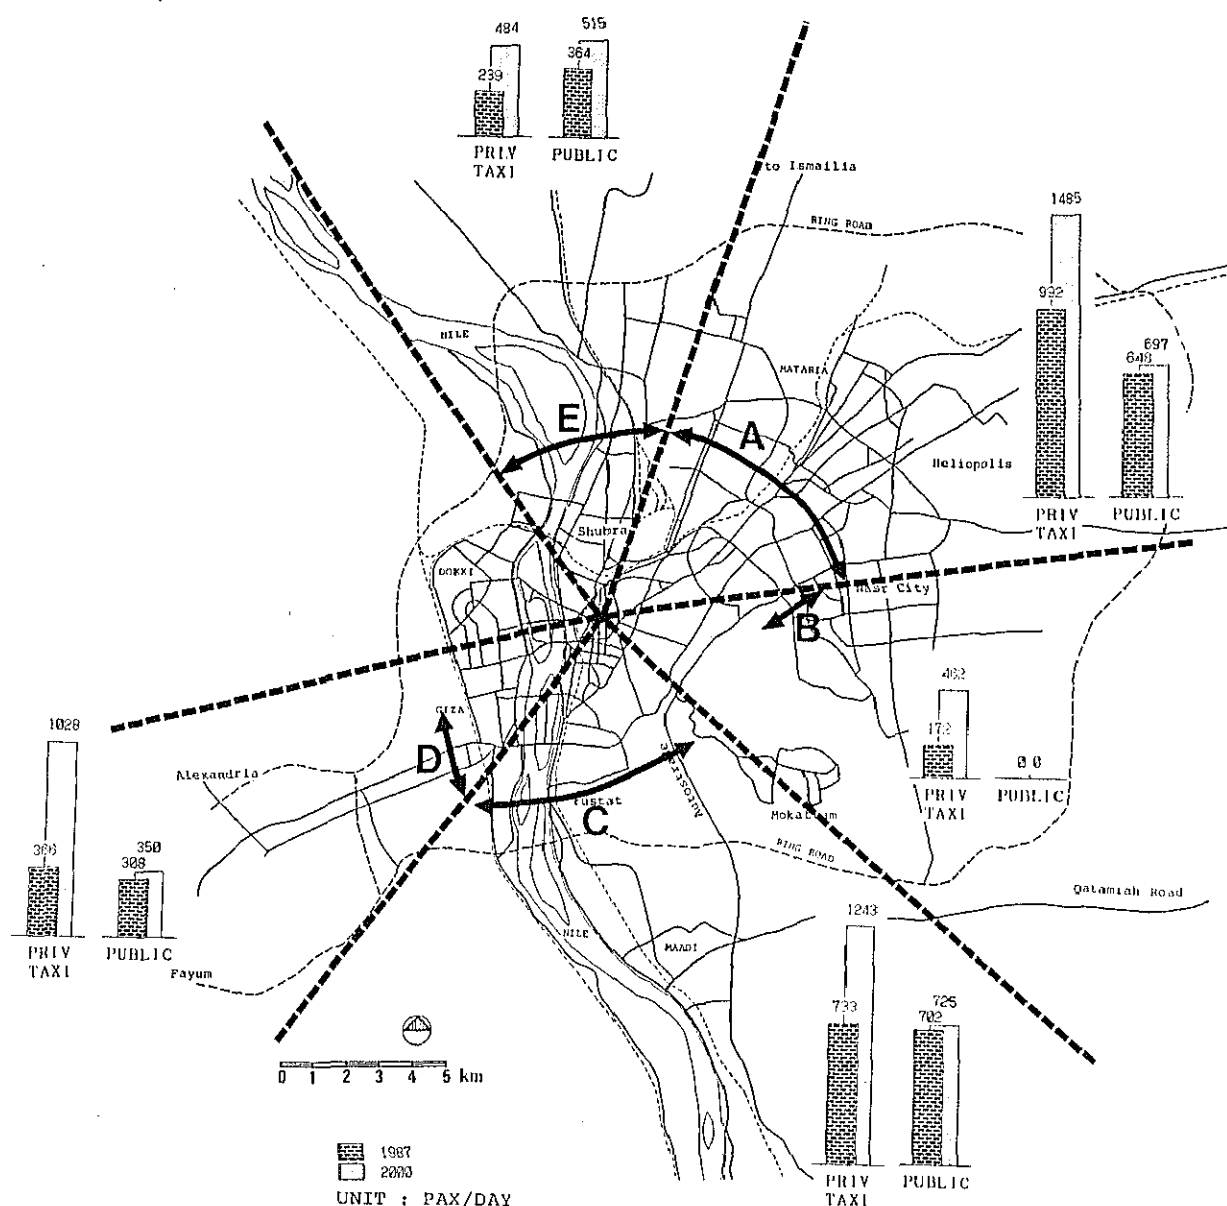 484
515
239
364
PRIV
TAXI
PUBLIC
to Ismailia
RING ROAD
1485
992
697
648
NILE
MATARIA
E
A
Heliopolis
PRIV
TAXI
PUBLIC
Shubra
DOKKI
Nasr City
B
GIZA
462
172
0 0
PRIV
TAXI
PUBLIC
1028
D
Alexandria
Autostrade
Fustat
C
Mokattum
RING ROAD
366
308
350
Qatamiah Road
1243
PRIV
TAXI
PUBLIC
Fayum
NILE
MAADI
733
702
725
0 1 2 3 4 5 km
1987
2000
UNIT : PAX/DAY
PRIV
TAXI
PUBLIC